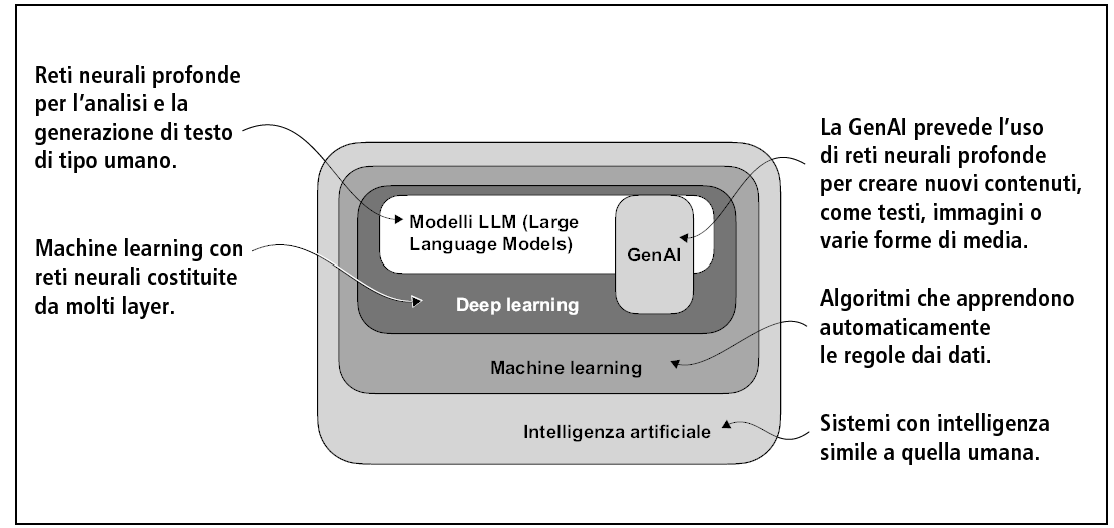 Reti neurali profonde
per l'analisi e la
generazione di testo
di tipo umano.
Machine learning con
reti neurali costituite
da molti layer.
Modelli LLM (Large
Language Models)
GenAI
Deep learning
Machine learning
Intelligenza artificiale
La GenAI prevede l'uso
di reti neurali profonde
per creare nuovi contenuti,
come testi, immagini o
varie forme di media.
Algoritmi che apprendono
automaticamente
le regole dai dati.
Sistemi con intelligenza
simile a quella umana.